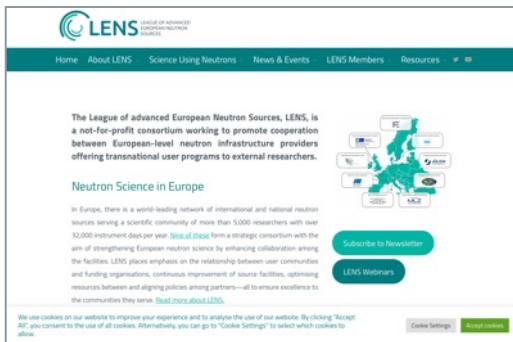 LENS LEAGUE OF ADVANCED
EUROPEAN NEUTRON
SOURCES
Home About LENS Science Using Neutrons News & Events LENS Members Resources
The League of advanced European Neutron Sources, LENS, is
a not-for-profit consortium working to promote cooperation
between European-level neutron infrastructure providers
offering transnational user programs to external researchers.
Neutron Science in Europe
In Europe, there is a world-leading network of international and national neutron
sources serving a scientific community of more than 5,000 researchers with over
32,000 instrument days per year. Nine of these form a strategic consortium with the
aim of strengthening European neutron science by enhancing collaboration among
the facilities. LENS places emphasis on the relationship between user communities
and funding organisations, continuous improvement of source facilities, optimising
resources between and aligning policies among partners—all to ensure excellence to
the communities they serve. Read more about LENS.
Subscribe to Newsletter
LENS Webinars
We use cookies on our website to improve your experience and to analyse the use of our website. By clicking "Accept
All", you consent to the use of all cookies. Alternatively, you can go to "Cookie Settings" to select which cookies to
allow.
Cookie Settings Accept cookies